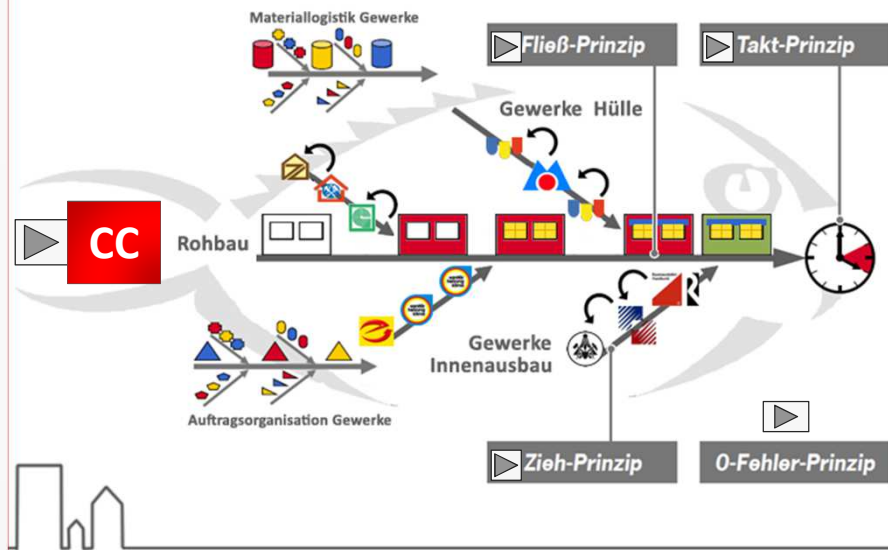 Materiallogistik Gewerke
Fließ-Prinzip
Takt-Prinzip
Gewerke Hülle
CC
Rohbau
Gewerke
Innenausbau
Auftragsorganisation Gewerke
Zieh-Prinzip
0-Fehler-Prinzip